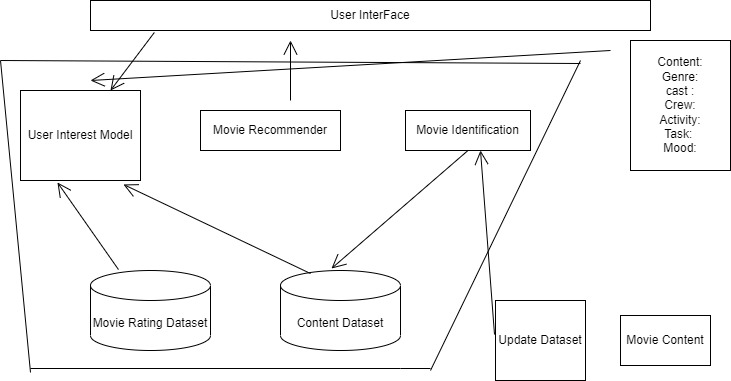 User InterFace
Content:
Genre:
cast :
Crew:
Activity:
Task:
Mood:
User Interest Model
Movie Recommender
Movie Identification
Movie Rating Dataset
Content Dataset
Update Dataset
Movie Content